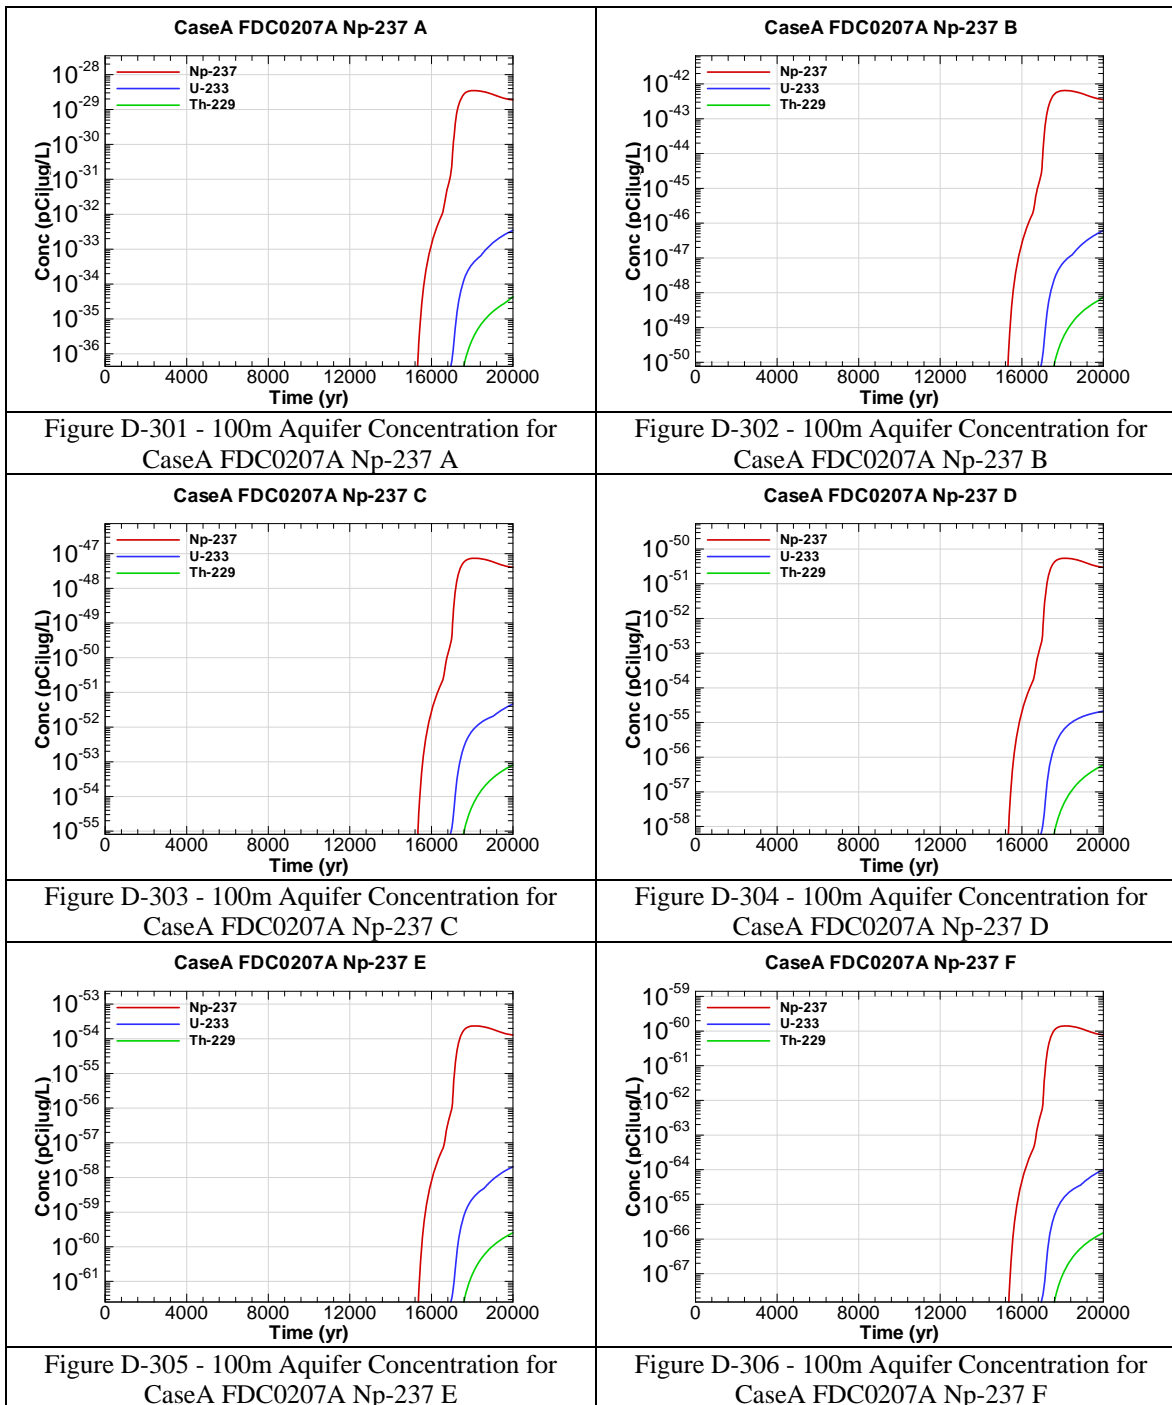 CaseA FDC0207A Np-237 A
Conc (pCi|ug/L)
10-28
10-29
10-30
10-31
10-32
10-33
10-34
10-35
10-36
Np-237
U-233
Th-229
0 4000 8000 12000 16000 20000
Time (yr)
Figure D-301 - 100m Aquifer Concentration for
CaseA FDC0207A Np-237 A
CaseA FDC0207A Np-237 B
Conc (pCi|ug/L)
10-42
10-43
10-44
10-45
10-46
10-47
10-48
10-49
10-50
Np-237
U-233
Th-229
0 4000 8000 12000 16000 20000
Time (yr)
Figure D-302 - 100m Aquifer Concentration for
CaseA FDC0207A Np-237 B
CaseA FDC0207A Np-237 C
Conc (pCi|ug/L)
10-47
10-48
10-49
10-50
10-51
10-52
10-53
10-54
10-55
Np-237
U-233
Th-229
0 4000 8000 12000 16000 20000
Time (yr)
Figure D-303 - 100m Aquifer Concentration for
CaseA FDC0207A Np-237 C
CaseA FDC0207A Np-237 D
Conc (pCi|ug/L)
10-50
10-51
10-52
10-53
10-54
10-55
10-56
10-57
10-58
Np-237
U-233
Th-229
0 4000 8000 12000 16000 20000
Time (yr)
Figure D-304 - 100m Aquifer Concentration for
CaseA FDC0207A Np-237 D
CaseA FDC0207A Np-237 E
Conc (pCi|ug/L)
10-53
10-54
10-55
10-56
10-57
10-58
10-59
10-60
10-61
Np-237
U-233
Th-229
0 4000 8000 12000 16000 20000
Time (yr)
Figure D-305 - 100m Aquifer Concentration for
CaseA FDC0207A Np-237 E
CaseA FDC0207A Np-237 F
Conc (pCi|ug/L)
10-59
10-60
10-61
10-62
10-63
10-64
10-65
10-66
10-67
Np-237
U-233
Th-229
0 4000 8000 12000 16000 20000
Time (yr)
Figure D-306 - 100m Aquifer Concentration for
CaseA FDC0207A Np-237 F